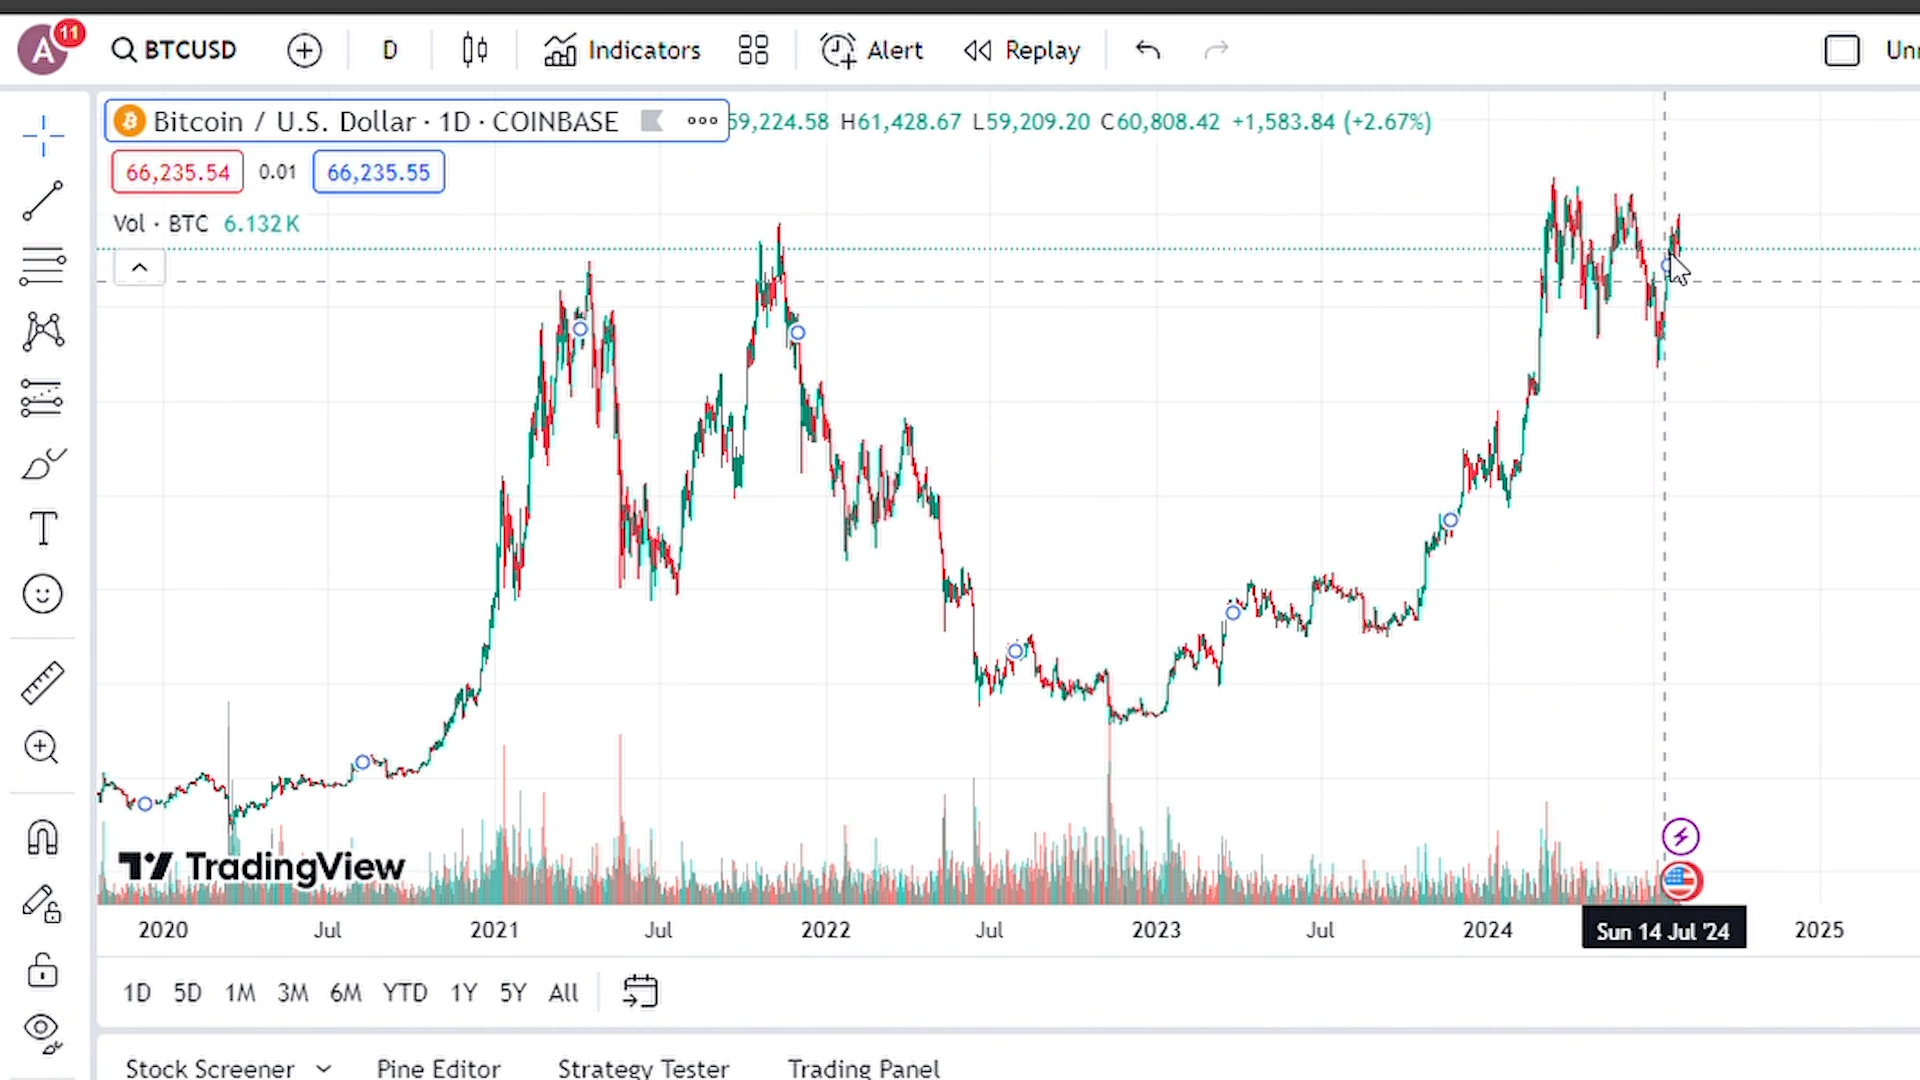 A 11 BTCUSD D Indicators Alert Replay
Bitcoin / U.S. Dollar · 1D · COINBASE 59,224.58 H61,428.67 L59,209.20 C60,808.42 +1,583.84 (+2.67%)
66,235.54 0.01 66,235.55
Vol · BTC 6.132 K
TradingView
2020 Jul 2021 Jul 2022 Jul 2023 Jul 2024 Sun 14 Jul '24 2025
1D 5D 1M 3M 6M YTD 1Y 5Y All
Stock Screener Pine Editor Strategy Tester Trading Panel